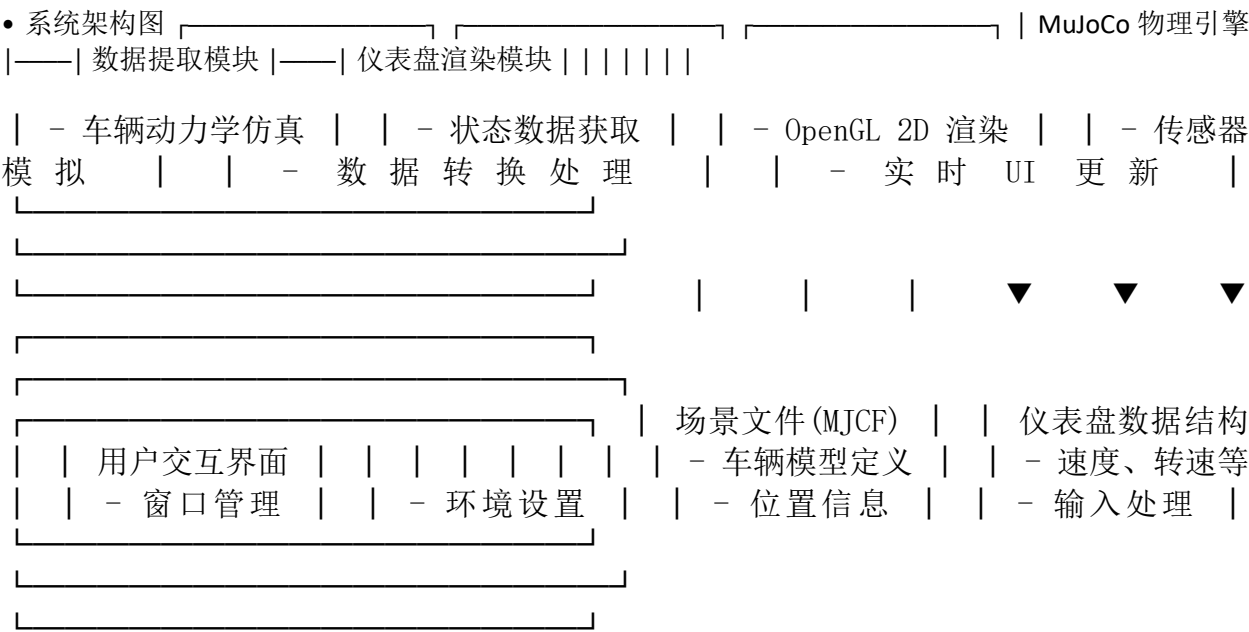 • 系统架构图 ┌─────────────────┐ ┌──────────────────┐ ┌─────────────────┐ │ MuJoCo 物理引擎
│────│ 数据提取模块 │────│ 仪表盘渲染模块 │ │ │ │ │ │ │
│ - 车辆动力学仿真 │ │ - 状态数据获取 │ │ - OpenGL 2D 渲染 │ │ - 传感器
模拟 │ │ - 数据转换处理 │ │ - 实时 UI 更新 │
└─────────────────┘
└──────────────────┘
└─────────────────┘ │ │ │ ▼ ▼ ▼
┌─────────────────┐
┌──────────────────┐
┌─────────────────┐ │ 场景文件(MJCF) │ │ 仪表盘数据结构
│ │ 用户交互界面 │ │ │ │ │ │ │ │ - 车辆模型定义 │ │ - 速度、转速等
│ │ - 窗口管理 │ │ - 环境设置 │ │ - 位置信息 │ │ - 输入处理 │
└─────────────────┘
└──────────────────┘
└─────────────────┘